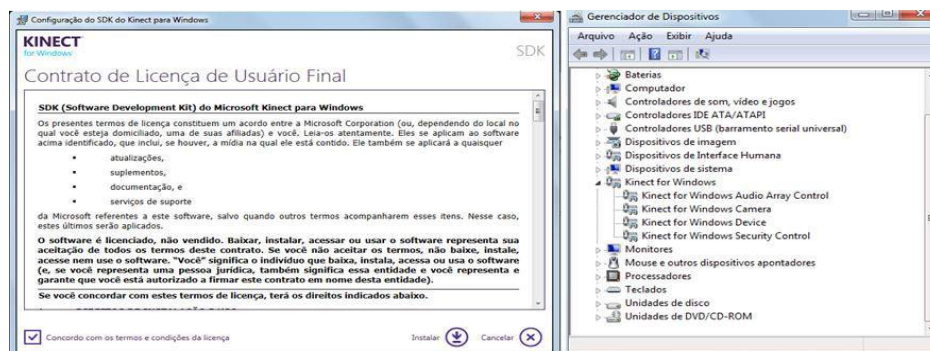 Configuração do SDK do Kinect para Windows
KINECT
for Windows
SDK
Contrato de Licença de Usuário Final
SDK (Software Development Kit) do Microsoft Kinect para Windows
Os presentes termos de licença constituem um acordo entre a Microsoft Corporation (ou, dependendo do local no
qual você esteja domiciliado, uma de suas afiliadas) e você. Leia-os atentamente. Eles se aplicam ao software
acima identificado, que inclui, se houver, a mídia na qual ele está contido. Ele também se aplicará a quaisquer
▪ atualizações,
▪ suplementos,
▪ documentação, e
▪ serviços de suporte
da Microsoft referentes a este software, salvo quando outros termos acompanharem esses itens. Nesse caso,
estes últimos serão aplicados.
O software é licenciado, não vendido. Baixar, instalar, acessar ou usar o software representa sua
aceitação de todos os termos deste contrato. Se você não aceitar os termos, não baixe, instale,
acesse nem use o software. "Você" significa o indivíduo que baixa, instala, acessa ou usa o software
(e, se você representa uma pessoa jurídica, também significa essa entidade e você representa e
garante que você está autorizado a firmar este contrato em nome desta entidade).
Se você concordar com estes termos de licença, terá os direitos indicados abaixo.
Concordo com os termos e condições da licença
Instalar
Cancelar
Gerenciador de Dispositivos
Arquivo Ação Exibir Ajuda
Baterias
Computador
Controladores de som, vídeo e jogos
Controladores IDE ATA/ATAPI
Controladores USB (barramento serial universal)
Dispositivos de imagem
Dispositivos de Interface Humana
Dispositivos de sistema
Kinect for Windows
Kinect for Windows Audio Array Control
Kinect for Windows Camera
Kinect for Windows Device
Kinect for Windows Security Control
Monitores
Mouse e outros dispositivos apontadores
Processadores
Teclados
Unidades de disco
Unidades de DVD/CD-ROM